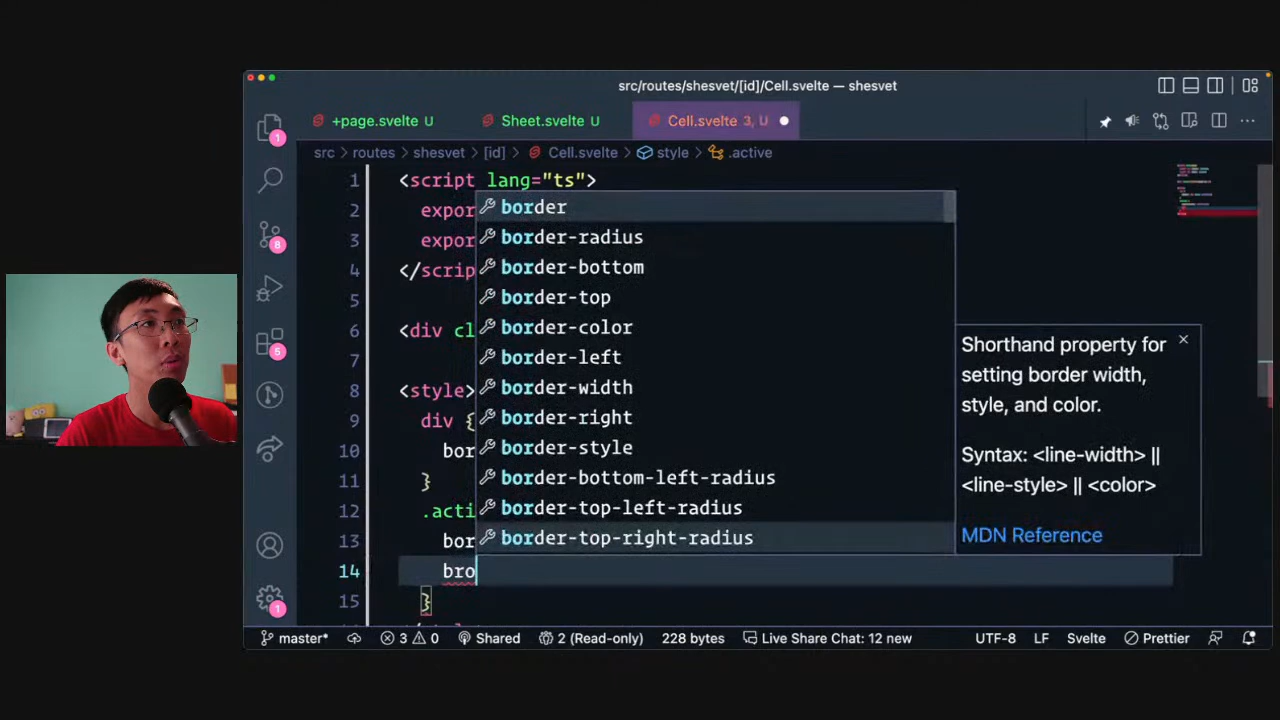 src/routes/shesvet/[id]/Cell.svelte — shesvet
+page.svelte U
Sheet.svelte U
Cell.svelte 3, U
src > routes > shesvet > [id] > Cell.svelte > style > .active
1 <script lang="ts">
2 expor
3 expor
4 </scrip
5
6 <div cl
7
8 <style>
9 div {
10 bor
11 }
12 .acti
13 bor
14 bro
15 }
border
border-radius
border-bottom
border-top
border-color
border-left
border-width
border-right
border-style
border-bottom-left-radius
border-top-left-radius
border-top-right-radius
Shorthand property for
setting border width,
style, and color.
Syntax: <line-width> ||
<line-style> || <color>
MDN Reference
1
8
5
1
master* 3 0 Shared 2 (Read-only) 228 bytes Live Share Chat: 12 new UTF-8 LF Svelte Prettier